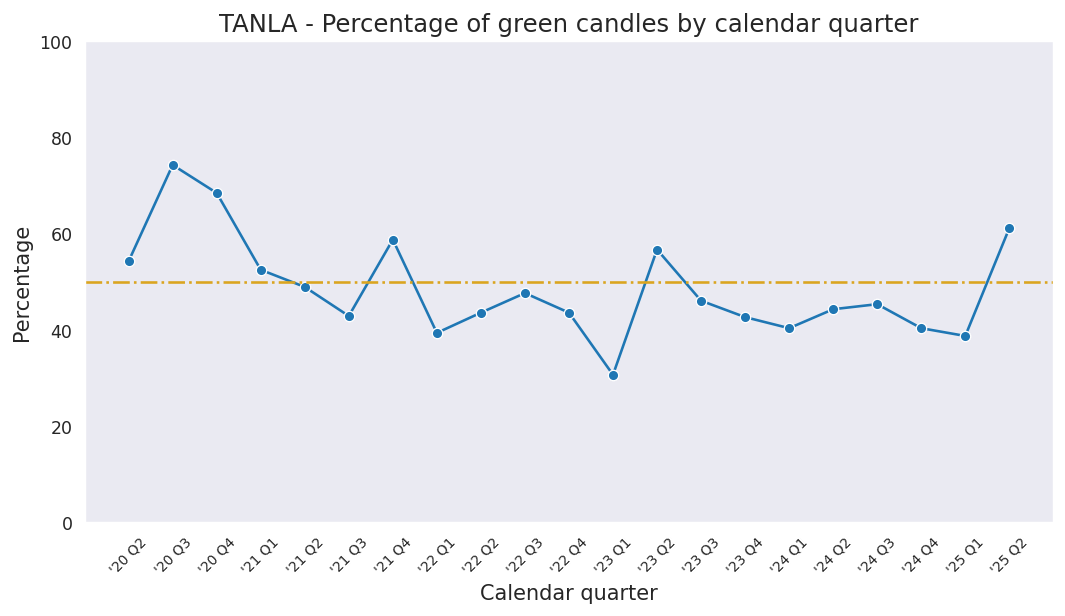 TANLA - Percentage of green candles by calendar quarter
Percentage
100
80
60
40
20
0
'20 Q2
'20 Q3
'20 Q4
'21 Q1
'21 Q2
'21 Q3
'21 Q4
'22 Q1
'22 Q2
'22 Q3
'22 Q4
'23 Q1
'23 Q2
'23 Q3
'23 Q4
'24 Q1
'24 Q2
'24 Q3
'24 Q4
'25 Q1
'25 Q2
Calendar quarter